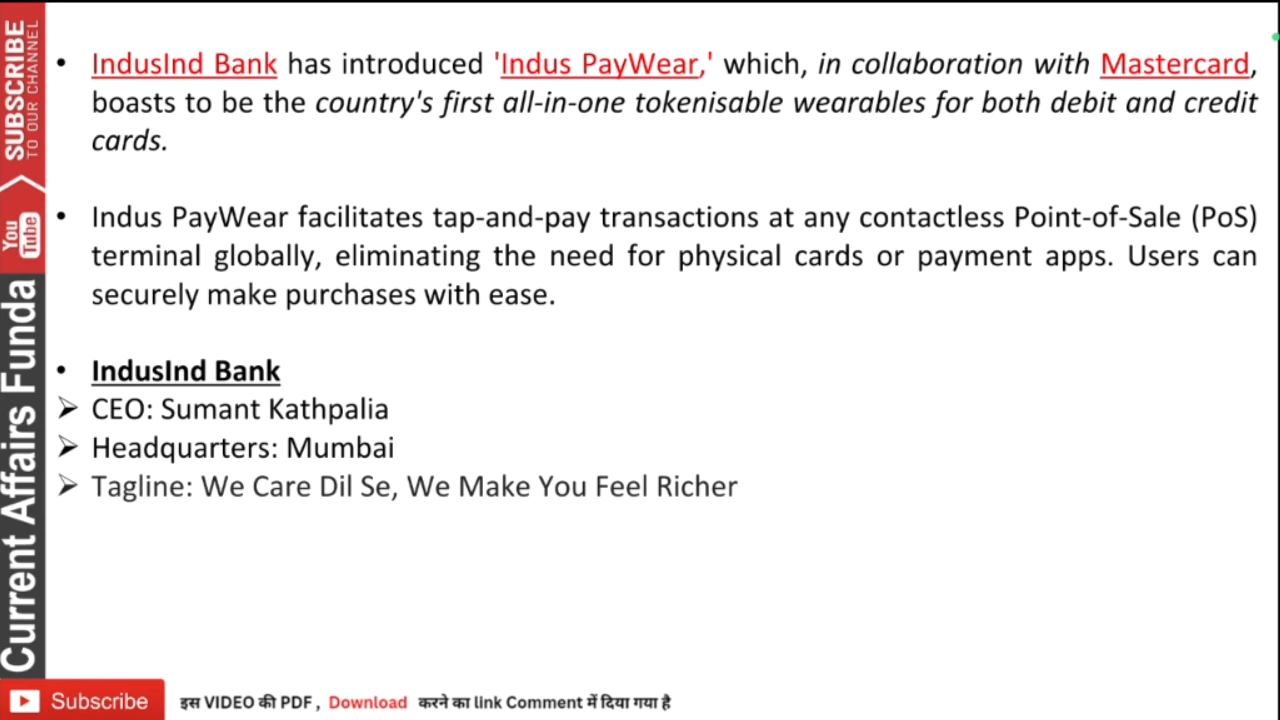 • IndusInd Bank has introduced 'Indus PayWear,' which, in collaboration with Mastercard,
boasts to be the country's first all-in-one tokenisable wearables for both debit and credit
cards.
• Indus PayWear facilitates tap-and-pay transactions at any contactless Point-of-Sale (PoS)
terminal globally, eliminating the need for physical cards or payment apps. Users can
securely make purchases with ease.
• IndusInd Bank
➢ CEO: Sumant Kathpalia
➢ Headquarters: Mumbai
➢ Tagline: We Care Dil Se, We Make You Feel Richer
SUBSCRIBE
TO OUR CHANNEL
You
Tube
Current Affairs Funda
Subscribe
इस VIDEO की PDF , Download करने का link Comment में दिया गया है